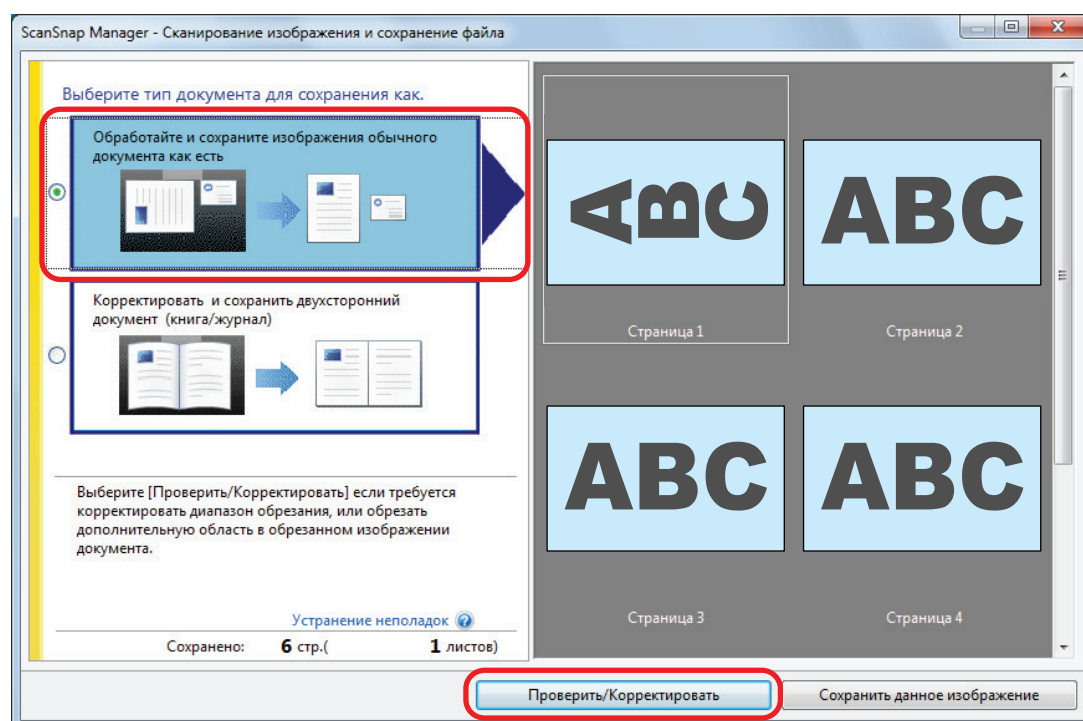 ScanSnap Manager - Сканирование изображения и сохранение файла
Выберите тип документа для сохранения как.
Обработайте и сохраните изображения обычного
документа как есть
Корректировать и сохранить двухсторонний
документ (книга/журнал)
Выберите [Проверить/Корректировать] если требуется
корректировать диапазон обрезания, или обрезать
дополнительную область в обрезанном изображении
документа.
Устранение неполадок
Сохранено: 6 стр.( 1 листов)
ABC
ABC
Страница 1
Страница 2
ABC
ABC
Страница 3
Страница 4
Проверить/Корректировать
Сохранить данное изображение